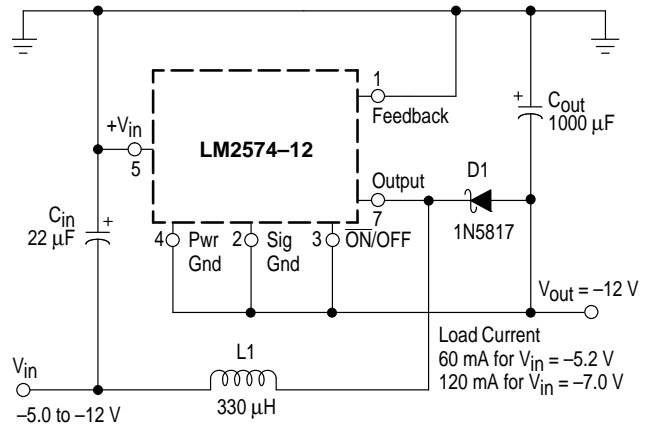 1
Feedback
+Vin
5
LM2574–12
Cout
1000 µF
+
Output
7
D1
1N5817
Cin
22 µF
+
4
Pwr
Gnd
2
Sig
Gnd
3
ON/OFF
Vout = –12 V
Load Current
60 mA for Vin = –5.2 V
120 mA for Vin = –7.0 V
L1
330 µH
Vin
–5.0 to –12 V